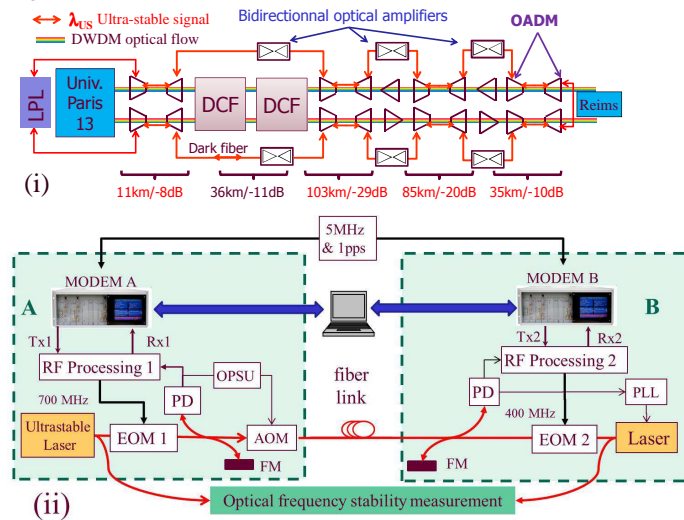 λUS Ultra-stable signal
DWDM optical flow
Bidirectionnal optical amplifiers
OADM
LPL
Univ.
Paris
13
DCF
DCF
Reims
Dark fiber
(i)
11km/-8dB
36km/-11dB
103km/-29dB
85km/-20dB
35km/-10dB
5MHz
& 1pps
A
MODEM A
MODEM B
B
Tx1
Rx1
Tx2
Rx2
RF Processing 1
OPSU
PD
fiber
link
RF Processing 2
PD
PLL
700 MHz
400 MHz
Ultrastable
Laser
EOM 1
AOM
EOM 2
Laser
FM
FM
(ii)
Optical frequency stability measurement